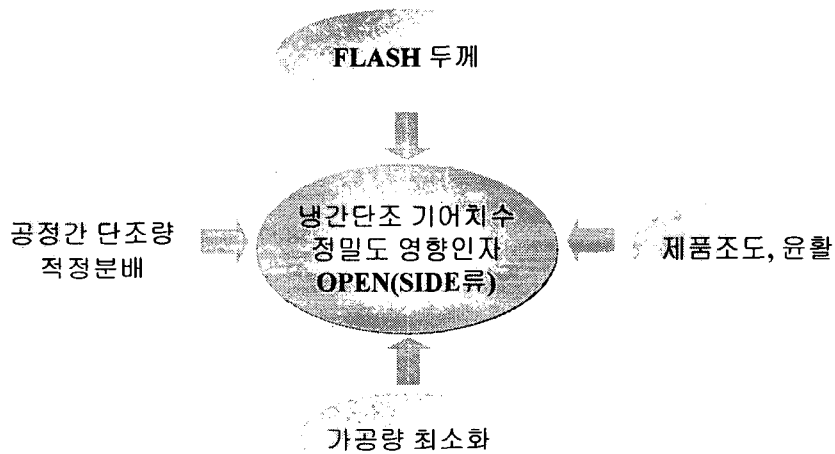 FLASH 두께
공정간 단조량
적정분배
냉간단조 기어치수
정밀도 영향인자
OPEN(SIDE류)
제품조도, 윤활
가공량 최소화